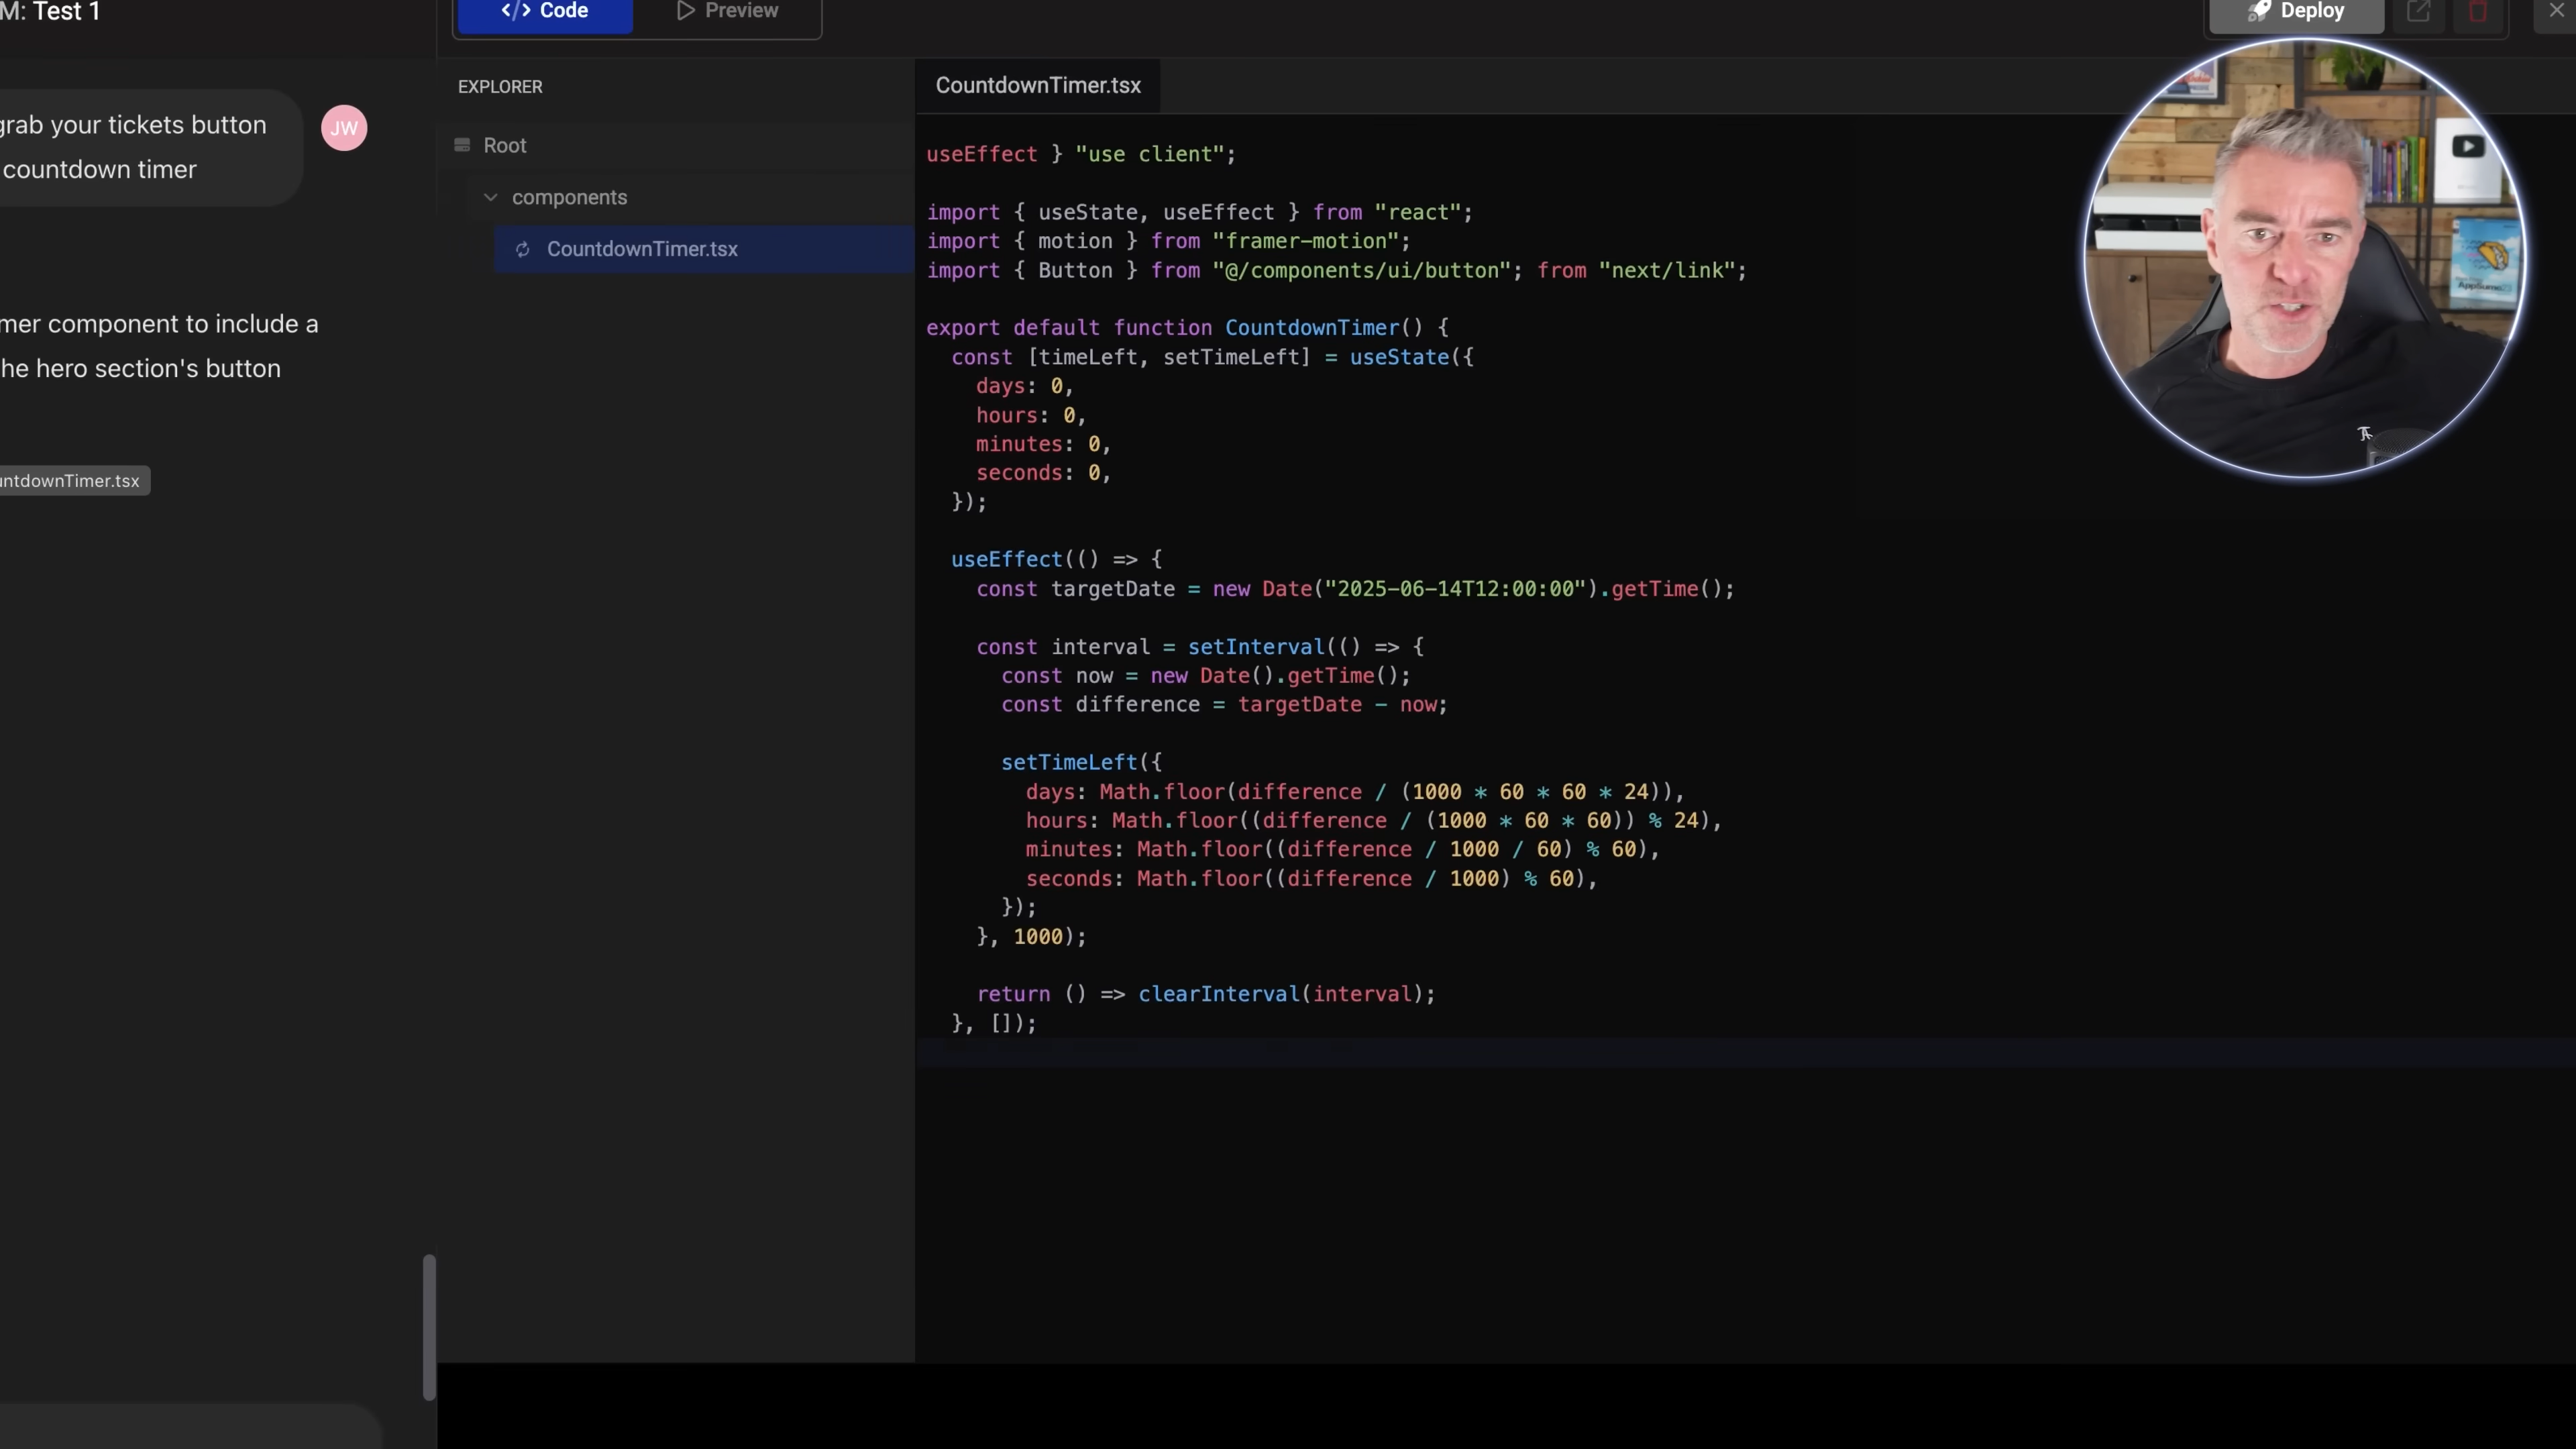 M: Test 1
</> Code
Preview
Deploy
grab your tickets button
countdown timer
JW
mer component to include a
he hero section's button
untdownTimer.tsx
EXPLORER
Root
components
CountdownTimer.tsx
CountdownTimer.tsx
useEffect } "use client";
import { useState, useEffect } from "react";
import { motion } from "framer-motion";
import { Button } from "@/components/ui/button"; from "next/link";
export default function CountdownTimer() {
const [timeLeft, setTimeLeft] = useState({
days: 0,
hours: 0,
minutes: 0,
seconds: 0,
});
useEffect(() => {
const targetDate = new Date("2025-06-14T12:00:00").getTime();
const interval = setInterval(() => {
const now = new Date().getTime();
const difference = targetDate - now;
setTimeLeft({
days: Math.floor(difference / (1000 * 60 * 60 * 24)),
hours: Math.floor((difference / (1000 * 60 * 60)) % 24),
minutes: Math.floor((difference / 1000 / 60) % 60),
seconds: Math.floor((difference / 1000) % 60),
});
}, 1000);
return () => clearInterval(interval);
}, []);